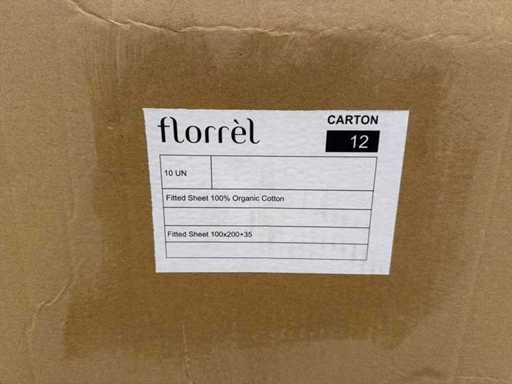 florrèl
CARTON
12
10 UN
Fitted Sheet 100% Organic Cotton
Fitted Sheet 100x200+35